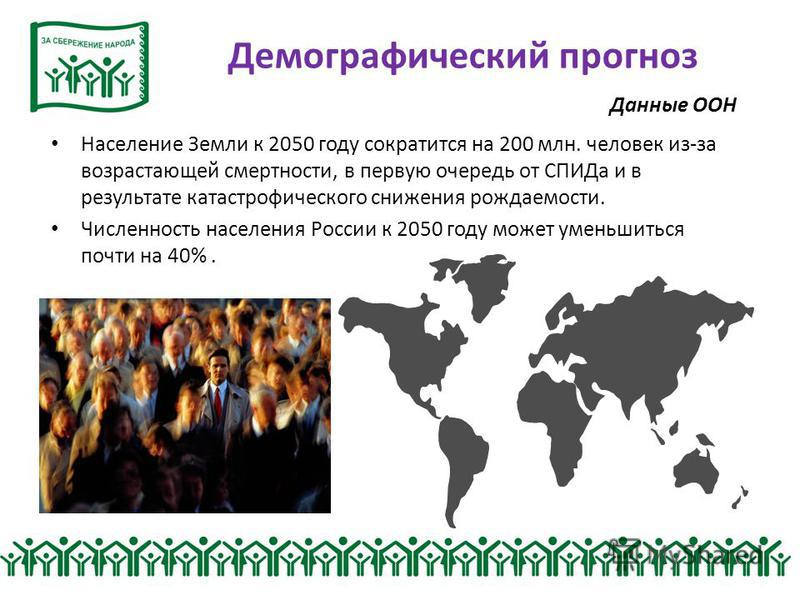 ЗА СБЕРЕЖЕНИЕ НАРОДА
Демографический прогноз
Данные ООН
• Население Земли к 2050 году сократится на 200 млн. человек из-за
возрастающей смертности, в первую очередь от СПИДа и в
результате катастрофического снижения рождаемости.
• Численность населения России к 2050 году может уменьшиться
почти на 40% .
MyShared